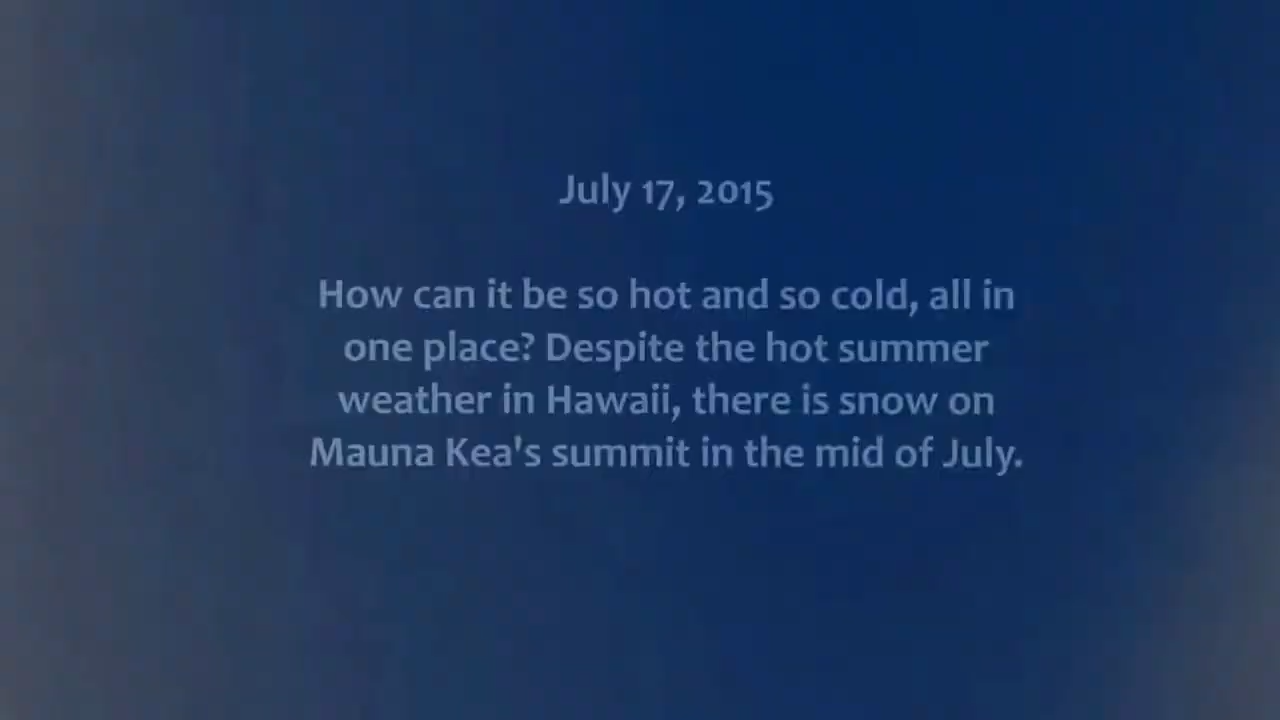 July 17, 2015
How can it be so hot and so cold, all in
one place? Despite the hot summer
weather in Hawaii, there is snow on
Mauna Kea's summit in the mid of July.